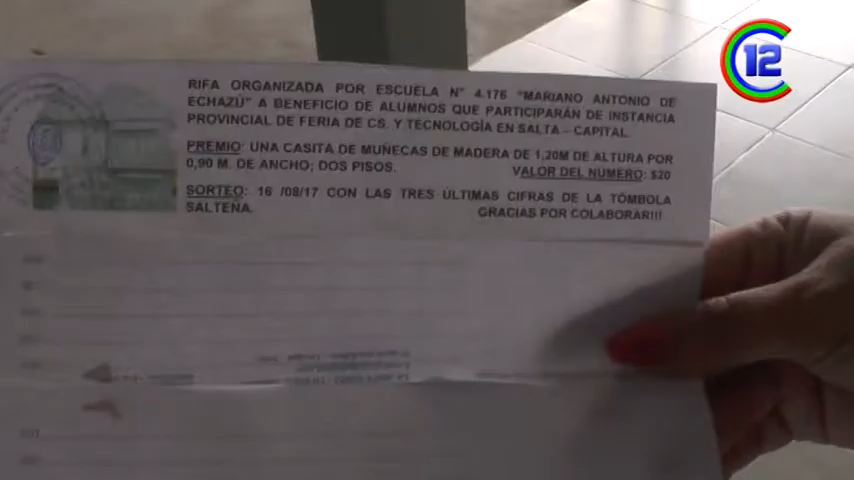 12
RIFA ORGANIZADA POR ESCUELA N° 4.176 "MARIANO ANTONIO DE
ECHAZÚ" A BENEFICIO DE ALUMNOS QUE PARTICIPARÁN DE INSTANCIA
PROVINCIAL DE FERIA DE CS. Y TECNOLOGÍA EN SALTA – CAPITAL.
PREMIO: UNA CASITA DE MUÑECAS DE MADERA DE 1,20M DE ALTURA POR
0,90 M. DE ANCHO; DOS PISOS. VALOR DEL NÚMERO: $20
SORTEO: 16 /08/17 CON LAS TRES ÚLTIMAS CIFRAS DE LA TÓMBOLA
SALTEÑA. GRACIAS POR COLABORAR!!!